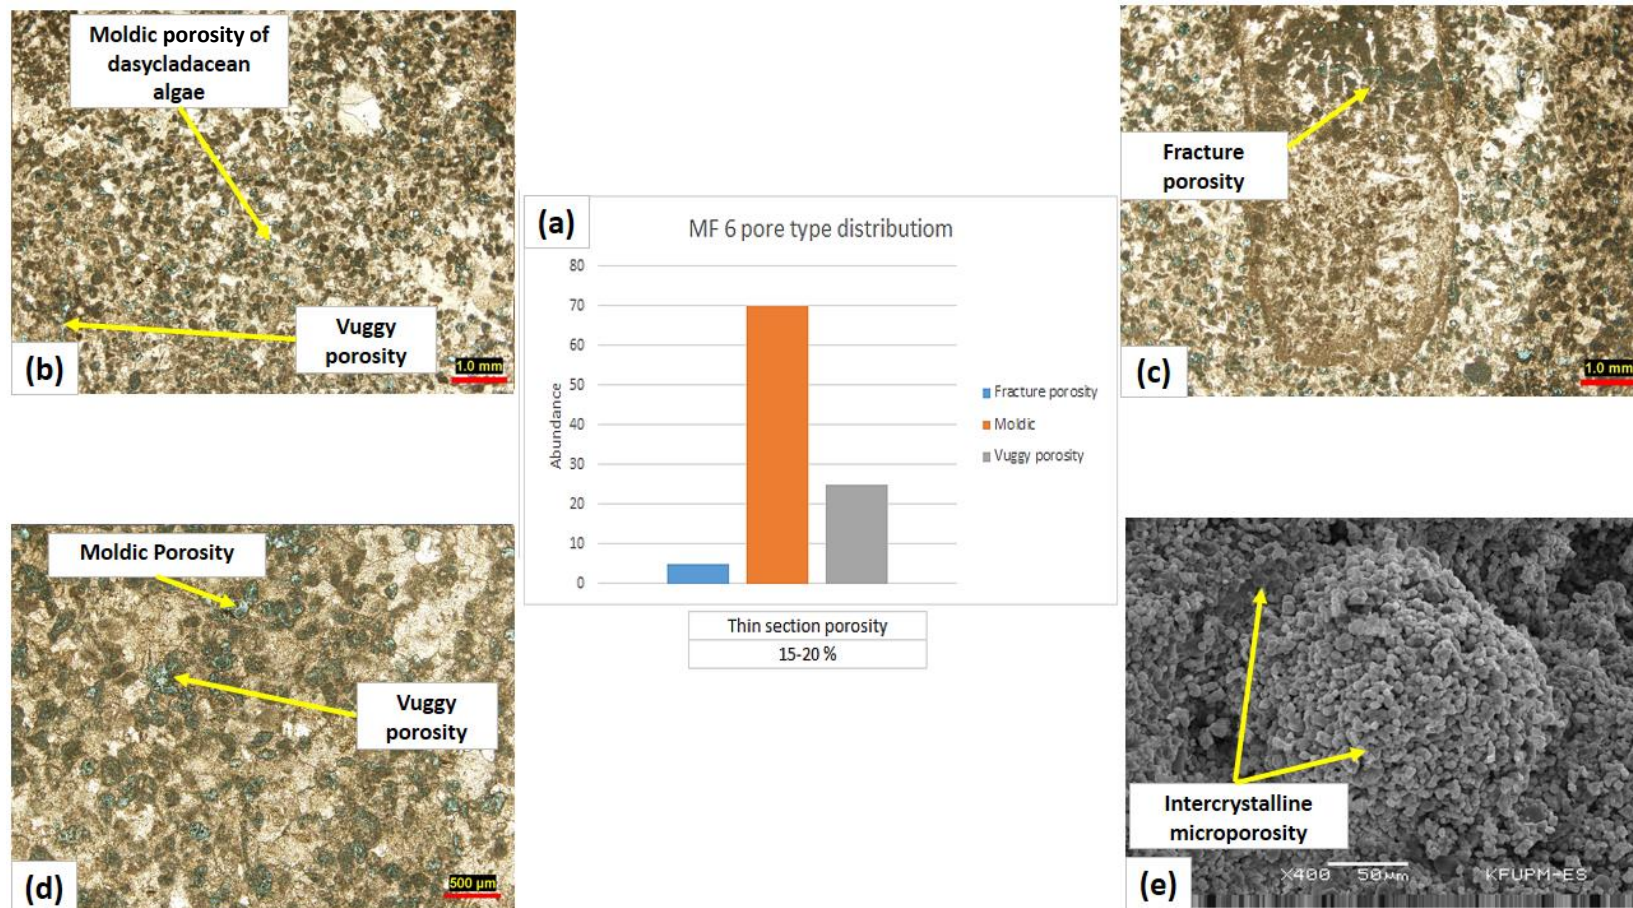 Moldic porosity of
dasycladacean
algae
Vuggy
porosity
(b)
1.0 mm
(a)
MF 6 pore type distributiom
80
70
60
50
40
30
20
10
0
Abundance
Fracture porosity
Moldic
Vuggy porosity
Thin section porosity
15-20 %
Fracture
porosity
(c)
1.0 mm
Moldic Porosity
Vuggy
porosity
(d)
500 µm
Intercrystalline
microporosity
(e)
X400 50µm KFUPM-ES